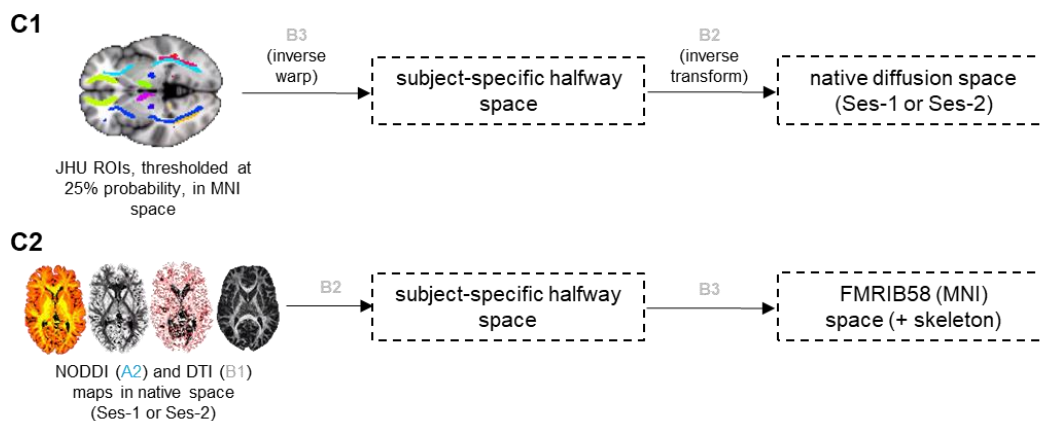 C1
B3
(inverse
warp)
B2
(inverse
transform)
subject-specific halfway
space
native diffusion space
(Ses-1 or Ses-2)
JHU ROIs, thresholded at
25% probability, in MNI
space
C2
B2
subject-specific halfway
space
B3
FMRIB58 (MNI)
space (+ skeleton)
NODDI (A2) and DTI (B1)
maps in native space
(Ses-1 or Ses-2)